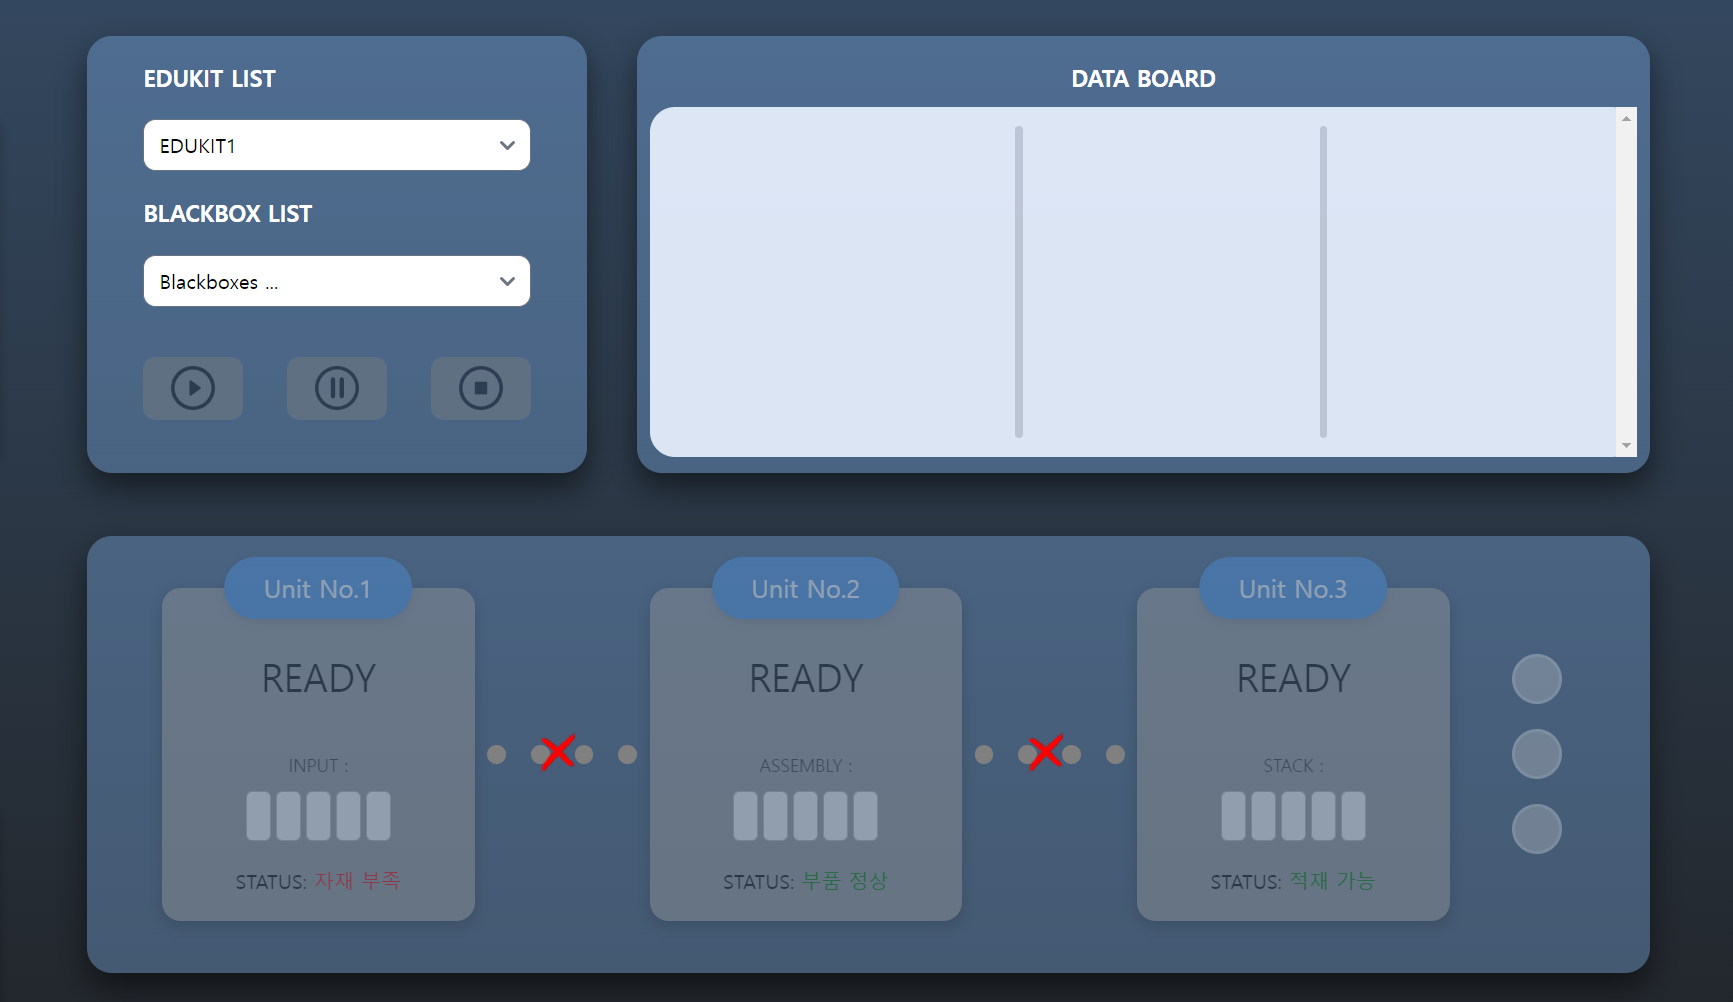 EDUKIT LIST
EDUKIT1
BLACKBOX LIST
Blackboxes ...
DATA BOARD
Unit No.1
READY
INPUT :
STATUS: 자재 부족
Unit No.2
READY
ASSEMBLY :
STATUS: 부품 정상
Unit No.3
READY
STACK :
STATUS: 적재 가능